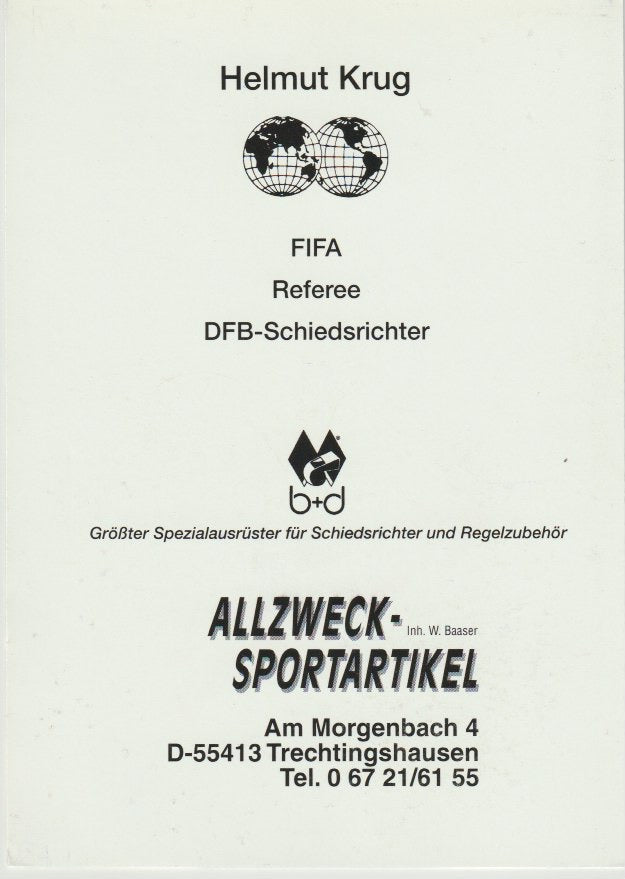 Helmut Krug
FIFA
Referee
DFB-Schiedsrichter
b+d
Größter Spezialausrüster für Schiedsrichter und Regelzubehör
ALLZWECK- Inh. W. Baaser
SPORTARTIKEL
Am Morgenbach 4
D-55413 Trechtingshausen
Tel. 0 67 21/61 55